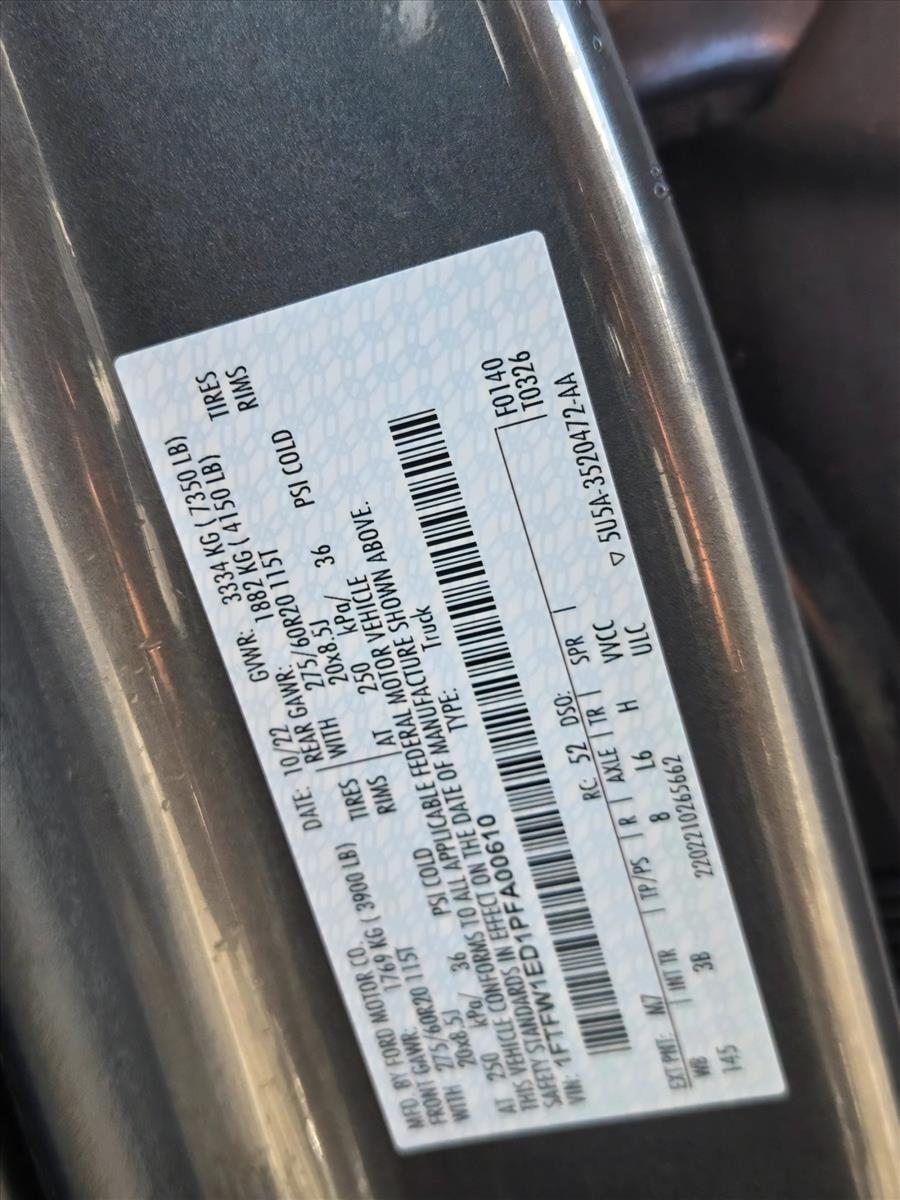 MFD. BY FORD MOTOR CO. DATE: 10/22 GVWR: 3334 KG ( 7350 LB)
FRONT GAWR: 1769 KG ( 3900 LB) REAR GAWR: 1882 KG ( 4150 LB)
275/60R20 115T TIRES WITH 275/60R20 115T TIRES
WITH 20x8.5J RIMS 20x8.5J RIMS
AT 250 kPa/ 36 PSI COLD AT 250 kPa/ 36 PSI COLD
THIS VEHICLE CONFORMS TO ALL APPLICABLE FEDERAL MOTOR VEHICLE
SAFETY STANDARDS IN EFFECT ON THE DATE OF MANUFACTURE SHOWN ABOVE.
VIN: 1FTFW1ED1PFA00610 TYPE: Truck
F0140
T0326
EXT PNT: M7 RC: 52 DSO:
WB INT TR TP/PS R AXLE TR SPR
145 3B 8 L6 H WCC
ULC
2202210265662
▽ 5U5A-3520472-AA